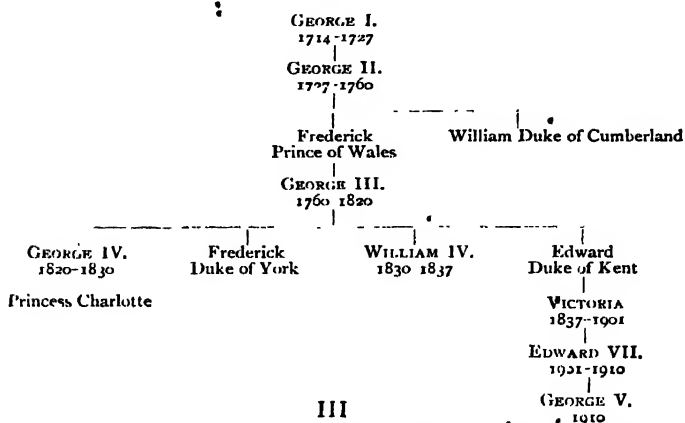 GEORGE I.
1714-1727
GEORGE II.
1727-1760
Frederick
Prince of Wales
William Duke of Cumberland
GEORGE III.
1760 1820
GEORGE IV.
1820-1830
Frederick
Duke of York
WILLIAM IV.
1830 1837
Edward
Duke of Kent
Princess Charlotte
VICTORIA
1837-1901
EDWARD VII.
1901-1910
GEORGE V.
1910
III